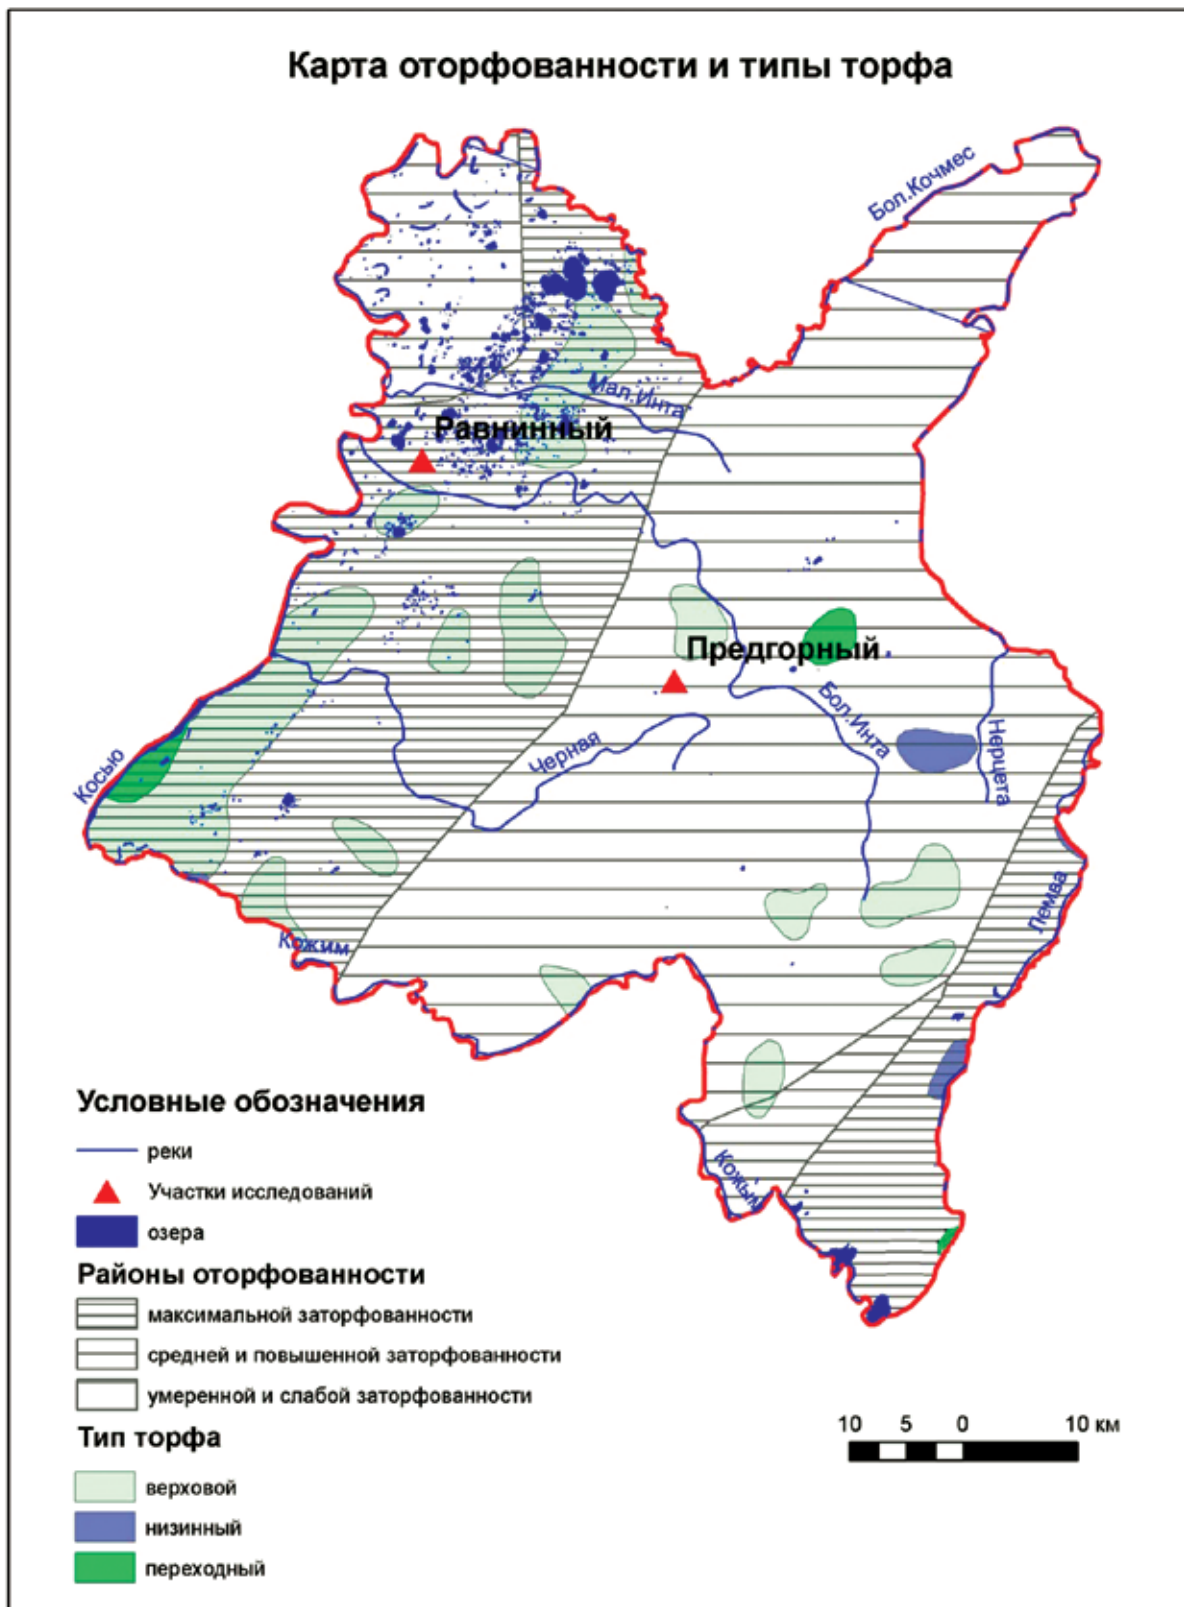 Карта оторфованности и типы торфа
Бол.Кочмес
Мал.Инта
Равнинный
Предгорный
Бол.Инта
Нерцета
Черная
Косью
Лемва
Кожим
Кожым
Условные обозначения
реки
Участки исследований
озера
Районы оторфованности
максимальной заторфованности
средней и повышенной заторфованности
умеренной и слабой заторфованности
Тип торфа
верховой
низинный
переходный
10 5 0 10 км